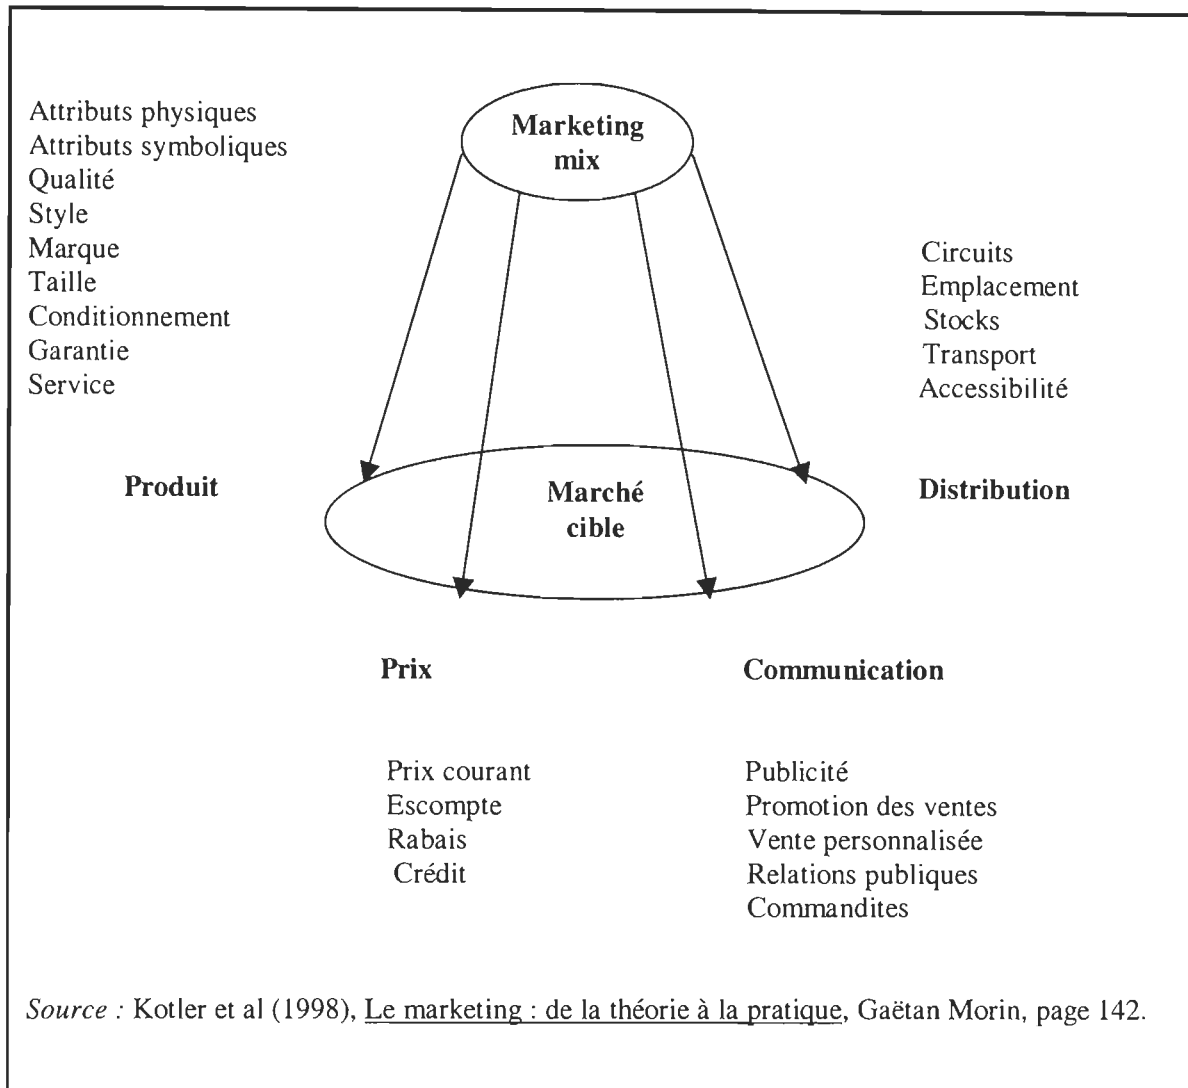 Marketing
mix
Attributs physiques
Attributs symboliques
Qualité
Style
Marque
Taille
Conditionnement
Garantie
Service
Produit
Circuits
Emplacement
Stocks
Transport
Accessibilité
Distribution
Marché
cible
Prix
Prix courant
Escompte
Rabais
Crédit
Communication
Publicité
Promotion des ventes
Vente personnalisée
Relations publiques
Commandites
Source : Kotler et al (1998), Le marketing : de la théorie à la pratique, Gaëtan Morin, page 142.